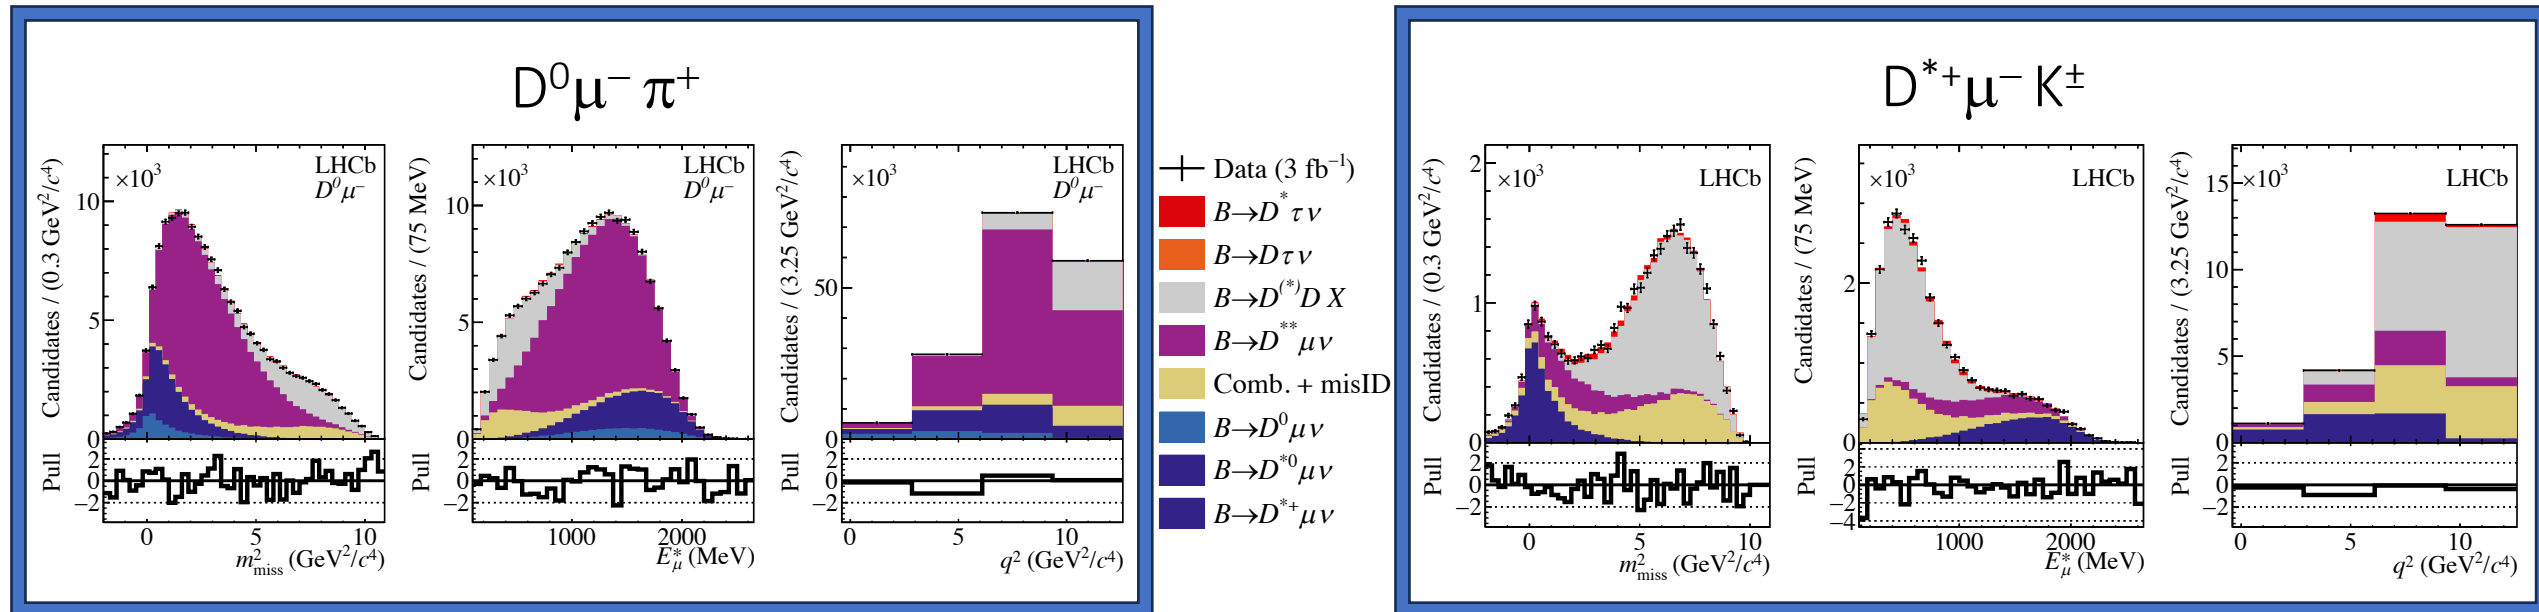 D⁰μ⁻ π⁺
Candidates / (0.3 GeV²/c⁴)
×10³
LHCb
D⁰μ⁻
10
5
0
Pull
2
0
−2
0 5 10
m²miss (GeV²/c⁴)
Candidates / (75 MeV)
×10³
LHCb
D⁰μ⁻
10
5
0
Pull
2
0
−2
1000 2000
E*μ (MeV)
Candidates / (3.25 GeV²/c⁴)
×10³
LHCb
D⁰μ⁻
50
0
Pull
2
0
−2
0 5 10
q² (GeV²/c⁴)
Data (3 fb⁻¹)
B→D*τν
B→Dτν
B→D⁽*⁾D X
B→D**μν
Comb. + misID
B→D⁰μν
B→D*⁰μν
B→D*⁺μν
D*⁺μ⁻ K±
Candidates / (0.3 GeV²/c⁴)
×10³
LHCb
2
1
0
Pull
2
0
−2
0 5 10
m²miss (GeV²/c⁴)
Candidates / (75 MeV)
×10³
LHCb
2
0
Pull
4
2
0
−2
−4
1000 2000
E*μ (MeV)
Candidates / (3.25 GeV²/c⁴)
×10³
LHCb
15
10
5
0
Pull
2
0
−2
0 5 10
q² (GeV²/c⁴)